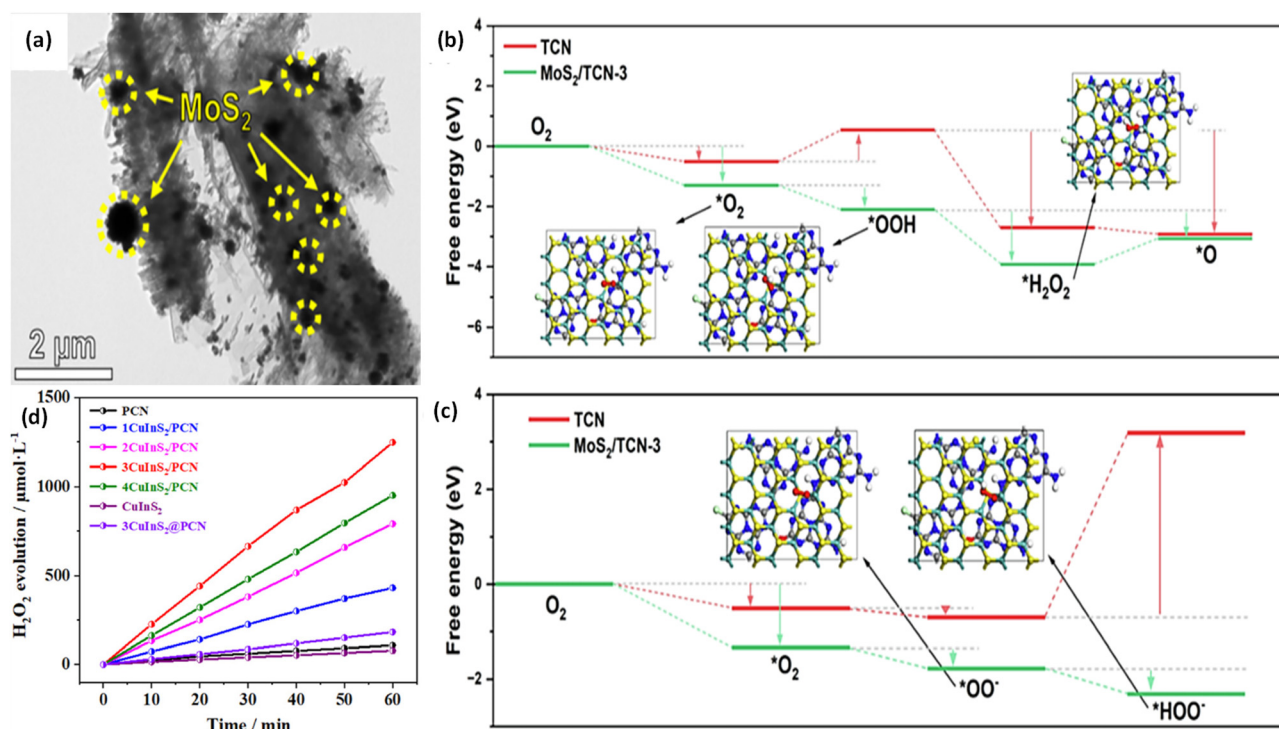 (a)
MoS₂
2 μm
(b)
TCN
MoS₂/TCN-3
Free energy (eV)
4
2
0
−2
−4
−6
O₂
*O₂
*OOH
*H₂O₂
*O
(d)
H₂O₂ evolution / μmol·L⁻¹
1500
1000
500
0
PCN
1CuInS₂/PCN
2CuInS₂/PCN
3CuInS₂/PCN
4CuInS₂/PCN
CuInS₂
3CuInS₂@PCN
0 10 20 30 40 50 60
Time / min
(c)
TCN
MoS₂/TCN-3
Free energy (eV)
4
2
0
−2
O₂
*O₂
*OO⁻
*HOO⁻